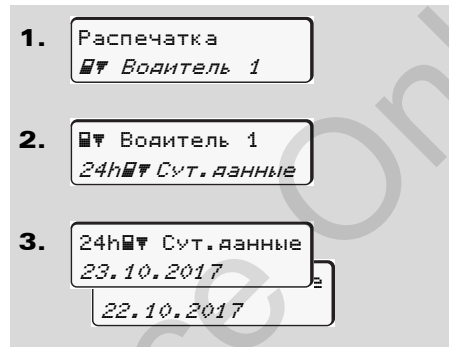 1.
Распечатка
Водитель 1
2.
Водитель 1
24h Сут.данные
3.
24h Сут.данные
23.10.2017
22.10.2017